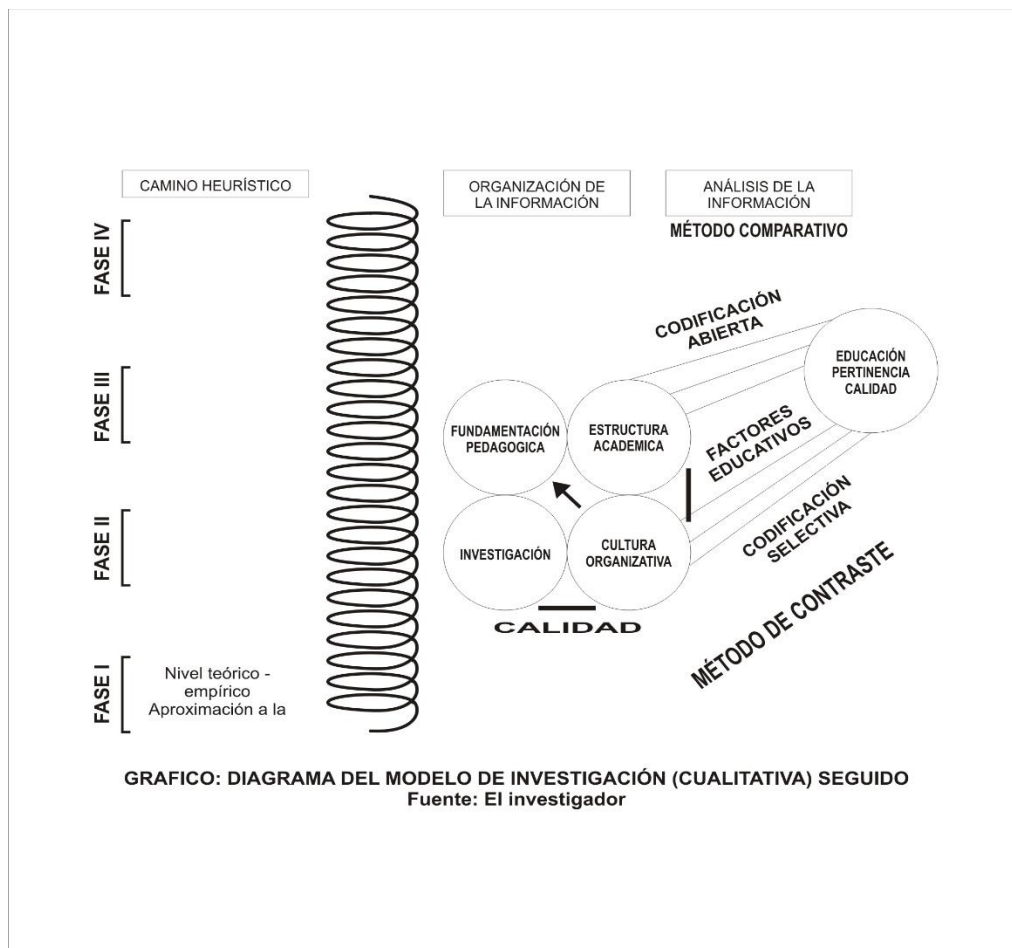 CAMINO HEURÍSTICO
ORGANIZACIÓN DE
LA INFORMACIÓN
ANÁLISIS DE LA
INFORMACIÓN
MÉTODO COMPARATIVO
FASE IV
FASE III
FASE II
FASE I
Nivel teórico -
empírico
Aproximación a la
FUNDAMENTACIÓN
PEDAGOGICA
ESTRUCTURA
ACADEMICA
INVESTIGACIÓN
CULTURA
ORGANIZATIVA
CALIDAD
CODIFICACIÓN
ABIERTA
EDUCACIÓN
PERTINENCIA
CALIDAD
FACTORES
EDUCATIVOS
CODIFICACIÓN
SELECTIVA
MÉTODO DE CONTRASTE
GRAFICO: DIAGRAMA DEL MODELO DE INVESTIGACIÓN (CUALITATIVA) SEGUIDO
Fuente: El investigador